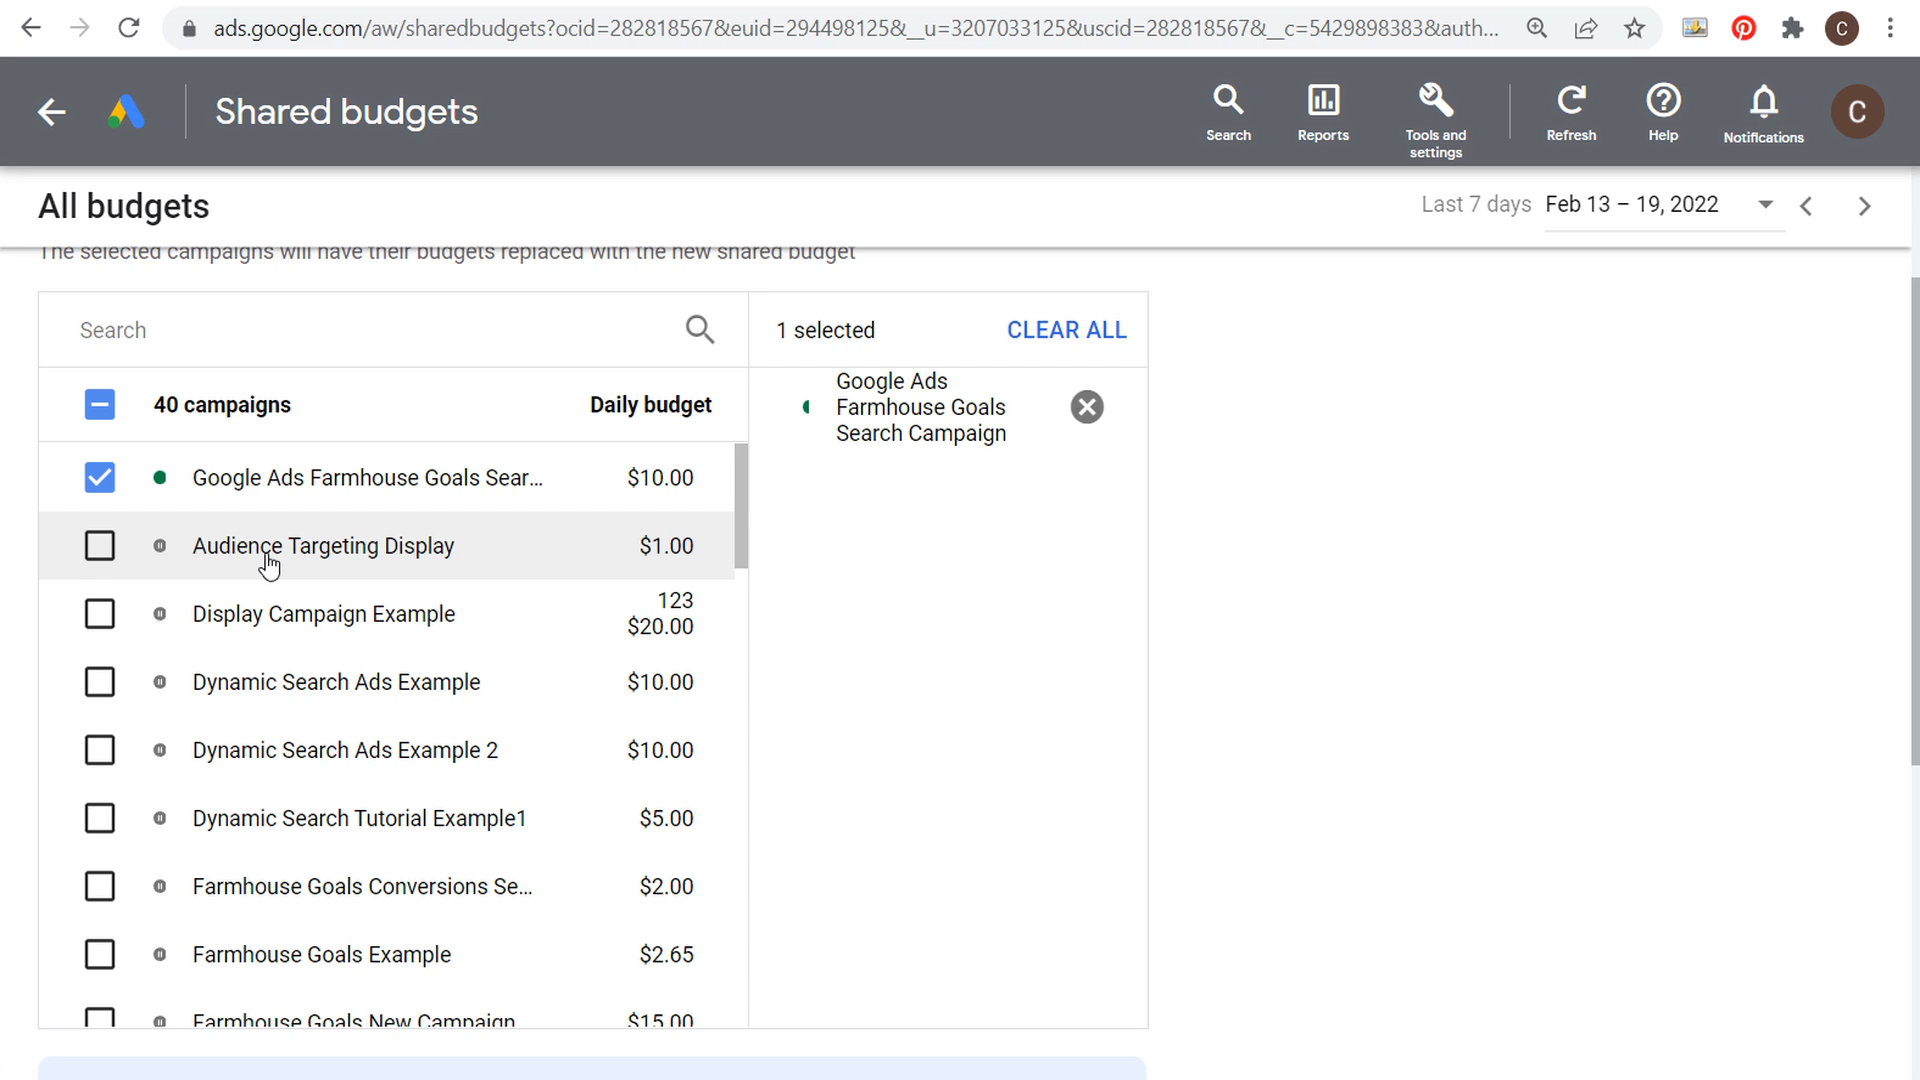 ads.google.com/aw/sharedbudgets?ocid=282818567&euid=294498125&__u=3207033125&uscid=282818567&__c=5429898383&auth...
C
Shared budgets
Search
Reports
Tools and
settings
Refresh
Help
Notifications
C
All budgets
Last 7 days Feb 13 – 19, 2022
The selected campaigns will have their budgets replaced with the new shared budget
Search
1 selected
CLEAR ALL
40 campaigns Daily budget
Google Ads
Farmhouse Goals
Search Campaign
Google Ads Farmhouse Goals Sear... $10.00
Audience Targeting Display $1.00
Display Campaign Example 123
$20.00
Dynamic Search Ads Example $10.00
Dynamic Search Ads Example 2 $10.00
Dynamic Search Tutorial Example1 $5.00
Farmhouse Goals Conversions Se... $2.00
Farmhouse Goals Example $2.65
Farmhouse Goals New Campaign $15.00